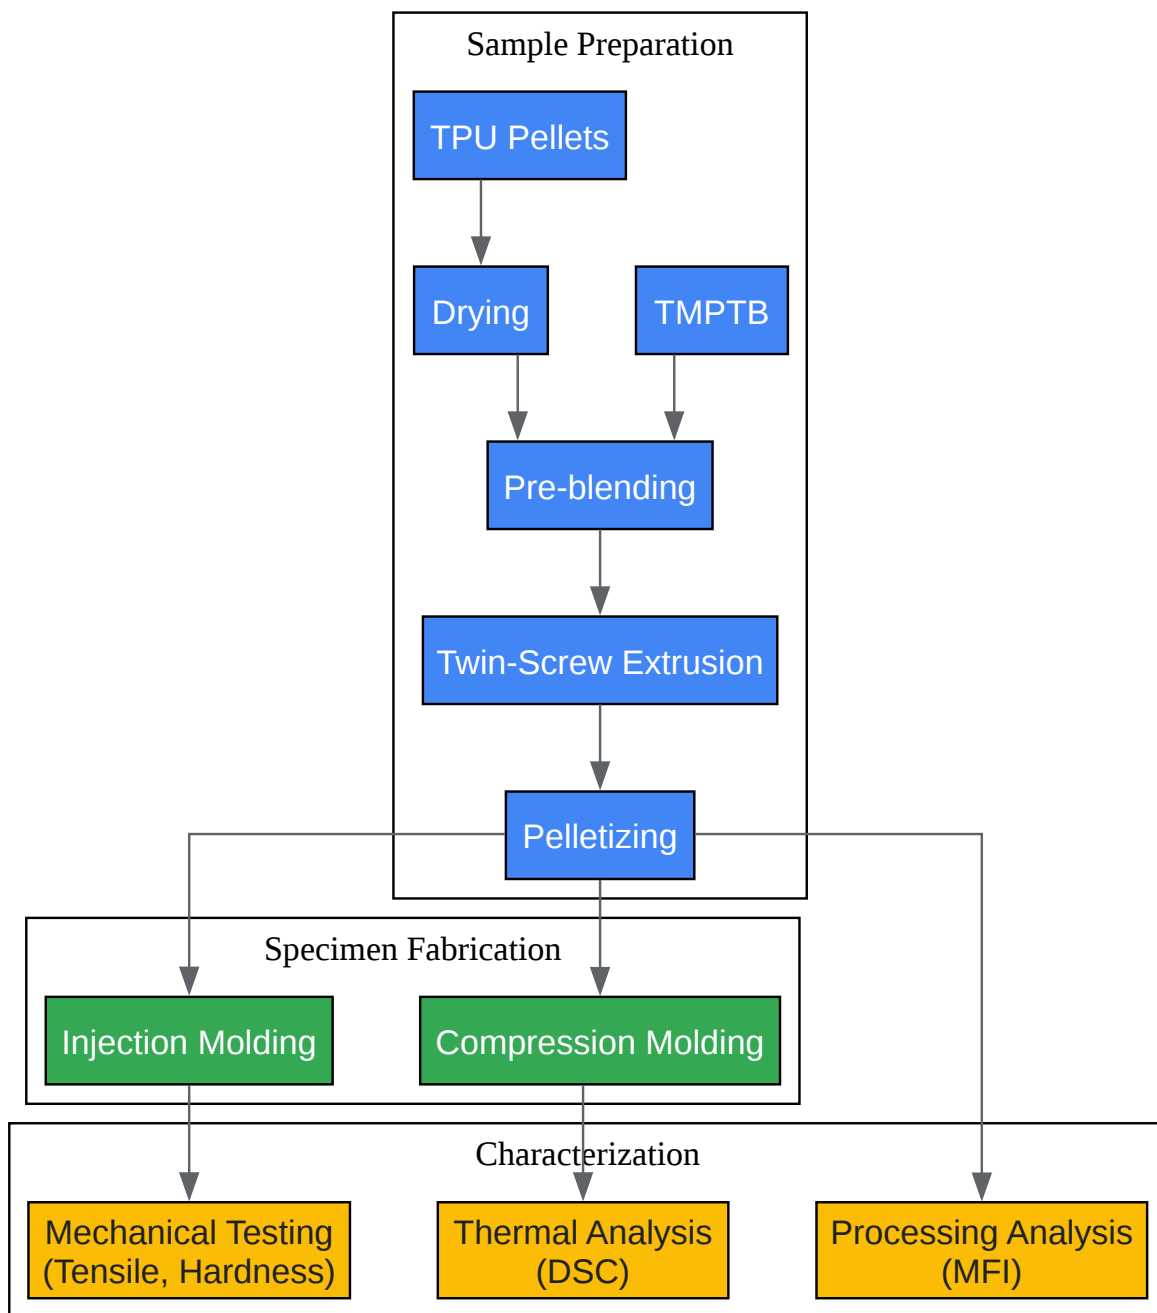 Sample Preparation
TPU Pellets
Drying
TMPTB
Pre-blending
Twin-Screw Extrusion
Pelletizing
Specimen Fabrication
Injection Molding
Compression Molding
Characterization
Mechanical Testing
(Tensile, Hardness)
Thermal Analysis
(DSC)
Processing Analysis
(MFI)